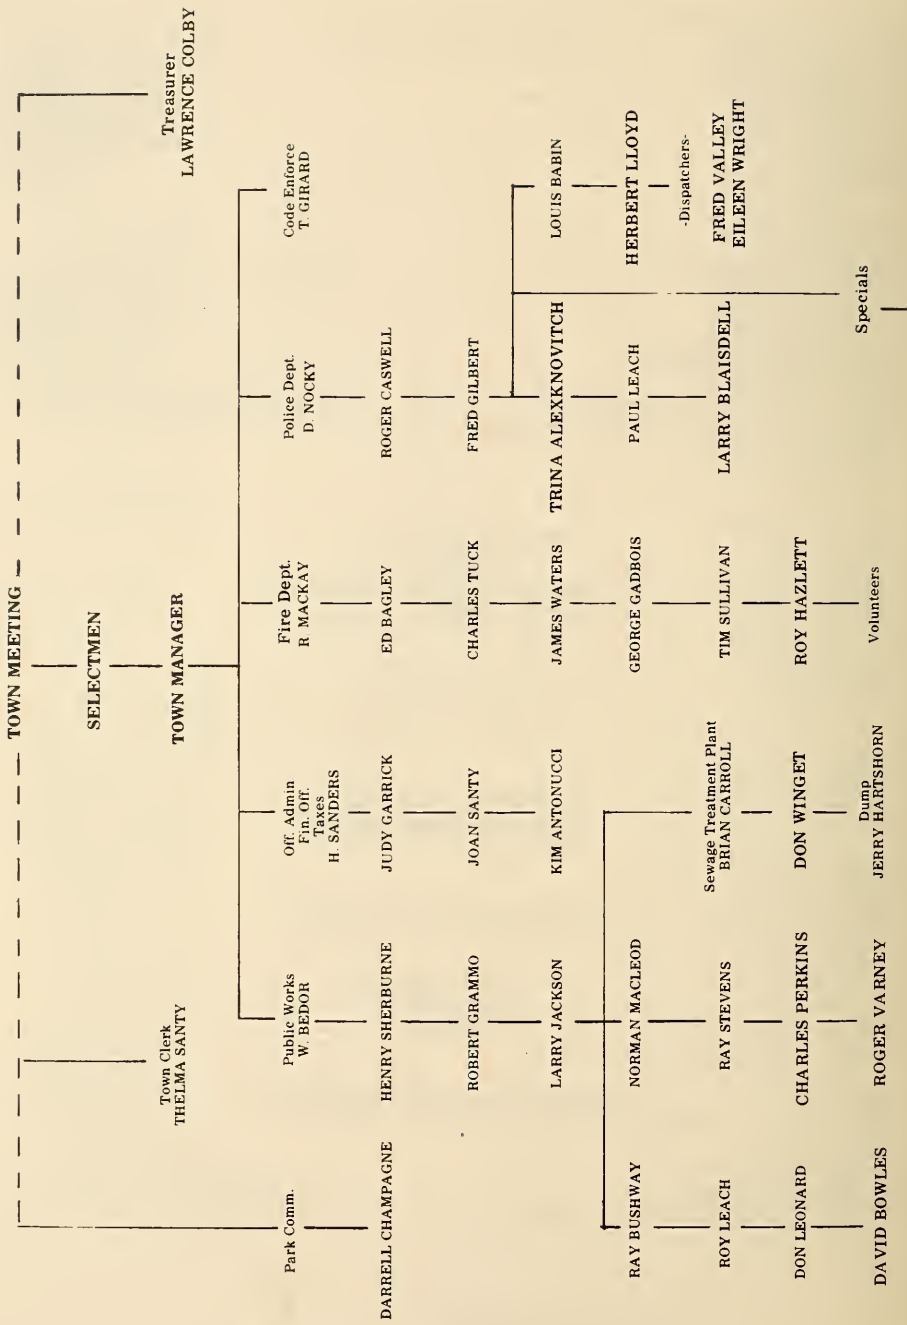 TOWN MEETING
SELECTMEN
TOWN MANAGER
Town Clerk
THELMA SANTY
Treasurer
LAWRENCE COLBY
Park Comm.
DARRELL CHAMPAGNE
Public Works
W. BEDOR
HENRY SHERBURNE
ROBERT GRAMMO
LARRY JACKSON
RAY BUSHWAY
ROY LEACH
DON LEONARD
DAVID BOWLES
NORMAN MACLEOD
RAY STEVENS
CHARLES PERKINS
ROGER VARNEY
Sewage Treatment Plant
BRIAN CARROLL
DON WINGET
Dump
JERRY HARTSHORN
Off. Admin
Fin. Off.
Taxes
H. SANDERS
JUDY GARRICK
JOAN SANTY
KIM ANTONUCCI
Fire Dept.
R MACKAY
ED BAGLEY
CHARLES TUCK
JAMES WATERS
GEORGE GADBOIS
TIM SULLIVAN
ROY HAZLETT
Volunteers
Police Dept.
D. NOCKY
ROGER CASWELL
FRED GILBERT
TRINA ALEXKNOVITCH
PAUL LEACH
LARRY BLAISDELL
Specials
LOUIS BABIN
HERBERT LLOYD
-Dispatchers-
FRED VALLEY
EILEEN WRIGHT
Code Enforce
T. GIRARD